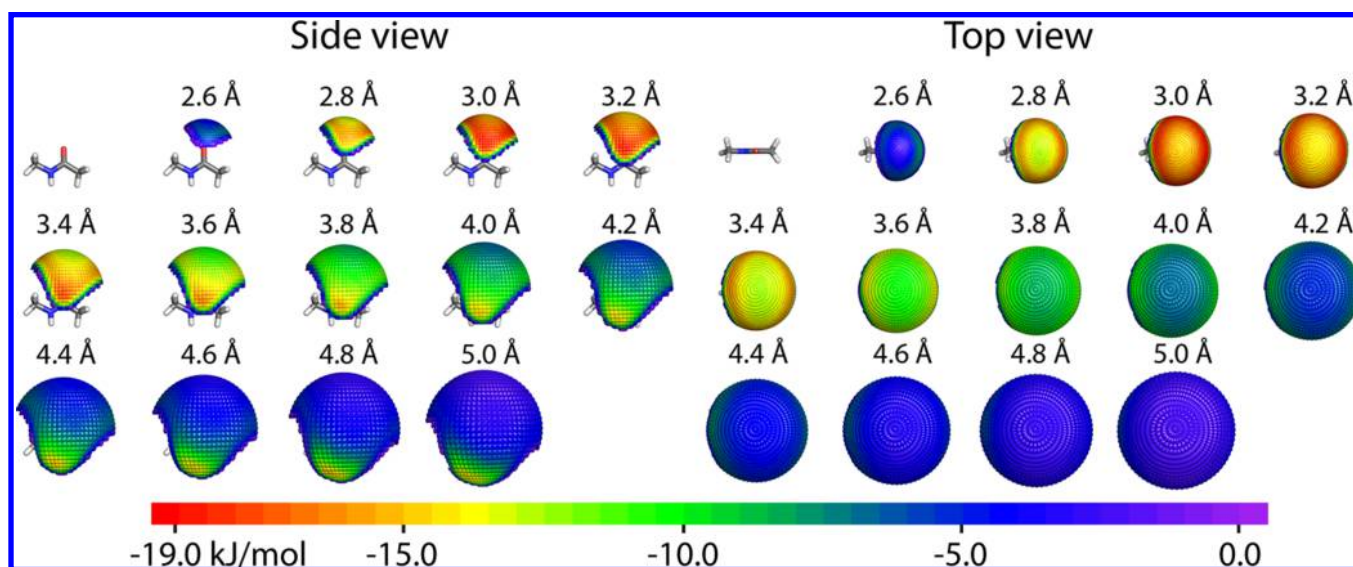 Side view Top view
2.6 Å 2.8 Å 3.0 Å 3.2 Å 2.6 Å 2.8 Å 3.0 Å 3.2 Å
3.4 Å 3.6 Å 3.8 Å 4.0 Å 4.2 Å 3.4 Å 3.6 Å 3.8 Å 4.0 Å 4.2 Å
4.4 Å 4.6 Å 4.8 Å 5.0 Å 4.4 Å 4.6 Å 4.8 Å 5.0 Å
-19.0 kJ/mol -15.0 -10.0 -5.0 0.0